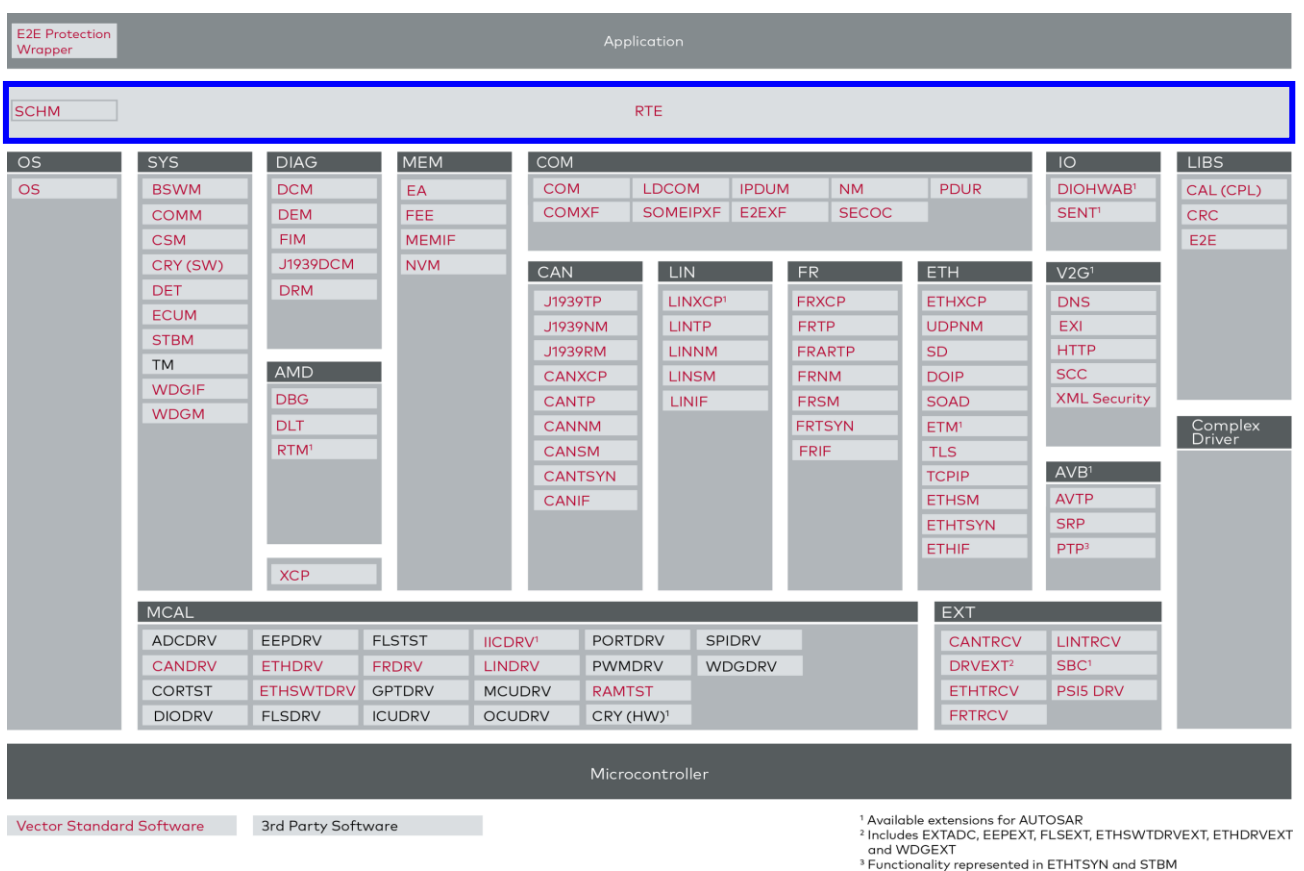 E2E Protection
Wrapper
Application
SCHM
RTE
OS
OS
SYS
BSWM
COMM
CSM
CRY (SW)
DET
ECUM
STBM
TM
WDGIF
WDGM
DIAG
DCM
DEM
FIM
J1939DCM
DRM
AMD
DBG
DLT
RTM¹
XCP
MEM
EA
FEE
MEMIF
NVM
COM
COM
LDCOM
IPDUM
NM
PDUR
COMXF
SOMEIPXF
E2EXF
SECOC
CAN
J1939TP
J1939NM
J1939RM
CANXCP
CANTP
CANNM
CANSM
CANTSYN
CANIF
LIN
LINXCP¹
LINTP
LINNM
LINSM
LINIF
FR
FRXCP
FRTP
FRARTP
FRNM
FRSM
FRTSYN
FRIF
ETH
ETHXCP
UDPNM
SD
DOIP
SOAD
ETM¹
TLS
TCPIP
ETHSM
ETHTSYN
ETHIF
IO
DIOHWAB¹
SENT¹
V2G¹
DNS
EXI
HTTP
SCC
XML Security
AVB¹
AVTP
SRP
PTP³
LIBS
CAL (CPL)
CRC
E2E
Complex
Driver
MCAL
ADCDRV
EEPDRV
FLSTST
IICDRV¹
PORTDRV
SPIDRV
CANDRV
ETHDRV
FRDRV
LINDRV
PWMDRV
WDGDRV
CORTST
ETHSWTDRV
GPTDRV
MCUDRV
RAMTST
DIODRV
FLSDRV
ICUDRV
OCUDRV
CRY (HW)¹
EXT
CANTRCV
LINTRCV
DRVEXT²
SBC¹
ETHTRCV
PSI5 DRV
FRTRCV
Microcontroller
Vector Standard Software
3rd Party Software
¹ Available extensions for AUTOSAR
² Includes EXTADC, EEPEXT, FLSEXT, ETHSWTDRVEXT, ETHDRVEXT
and WDGEXT
³ Functionality represented in ETHTSYN and STBM